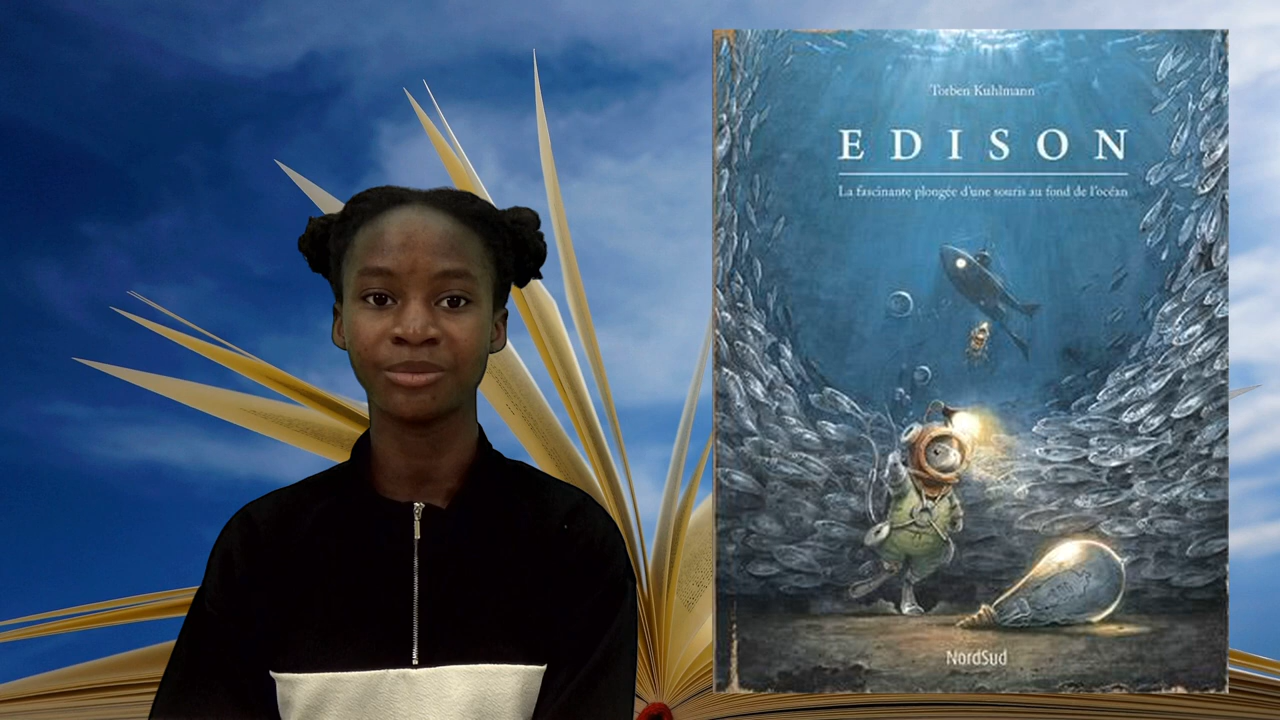 Torben Kuhlmann
EDISON
La fascinante plongée d'une souris au fond de l'océan
NordSud